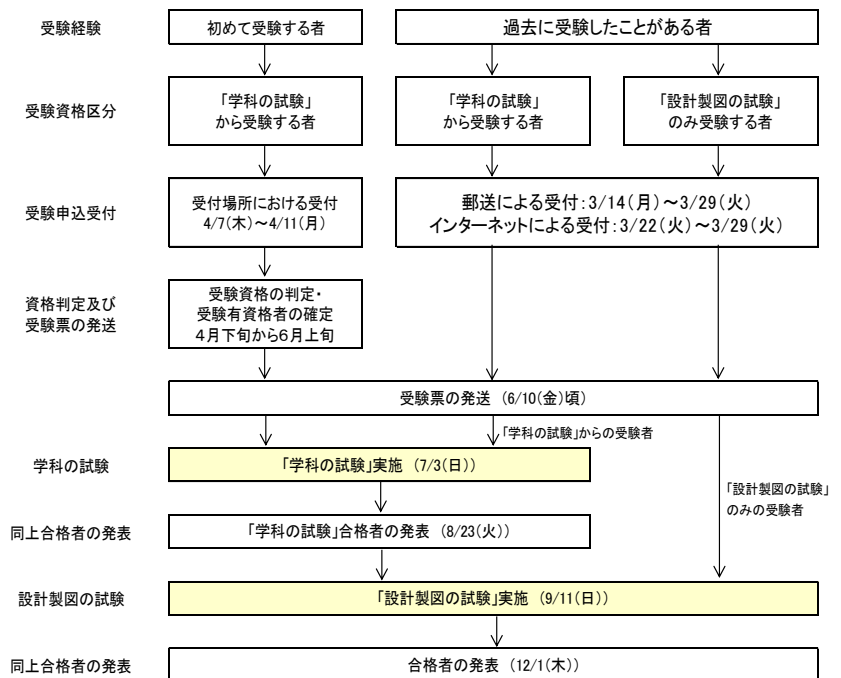 受験経験
初めて受験する者
過去に受験したことがある者
受験資格区分
「学科の試験」
から受験する者
「学科の試験」
から受験する者
「設計製図の試験」
のみ受験する者
受験申込受付
受付場所における受付
4/7(木)～4/11(月)
郵送による受付：3/14(月)～3/29(火)
インターネットによる受付：3/22(火)～3/29(火)
資格判定及び
受験票の発送
受験資格の判定・
受験有資格者の確定
４月下旬から６月上旬
受験票の発送 (6/10(金)頃)
「学科の試験」からの受験者
学科の試験
「学科の試験」実施 (7/3(日))
「設計製図の試験」
のみの受験者
同上合格者の発表
「学科の試験」合格者の発表 (8/23(火))
設計製図の試験
「設計製図の試験」実施 (9/11(日))
同上合格者の発表
合格者の発表 (12/1(木))